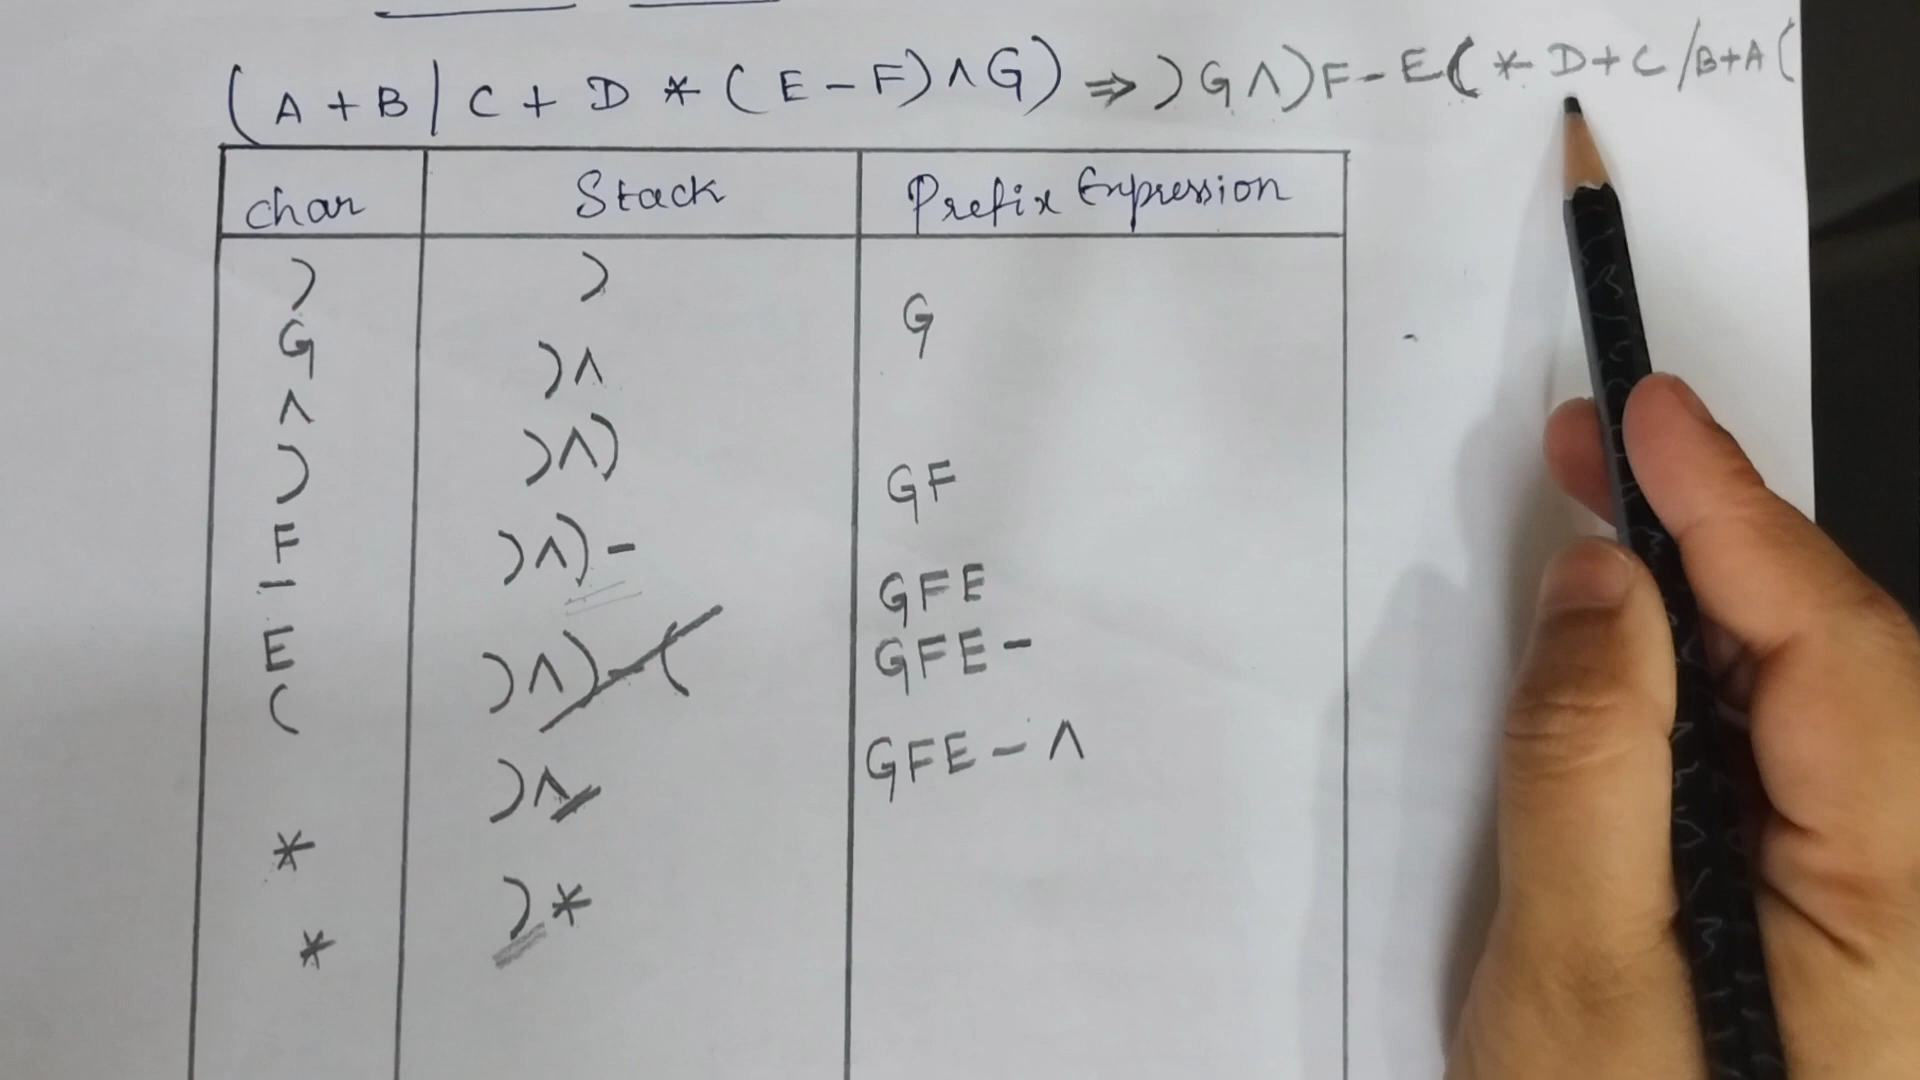 (A+B/C+D*(E-F)∧G) ⇒ )G∧)F-E(*D+C/B+A(
char Stack Prefix Expression
) )
G
G )∧
∧
) )∧) GF
F )∧)-
- GFE
E )∧)-( GFE-
(
)∧ GFE-∧
*
)*
*